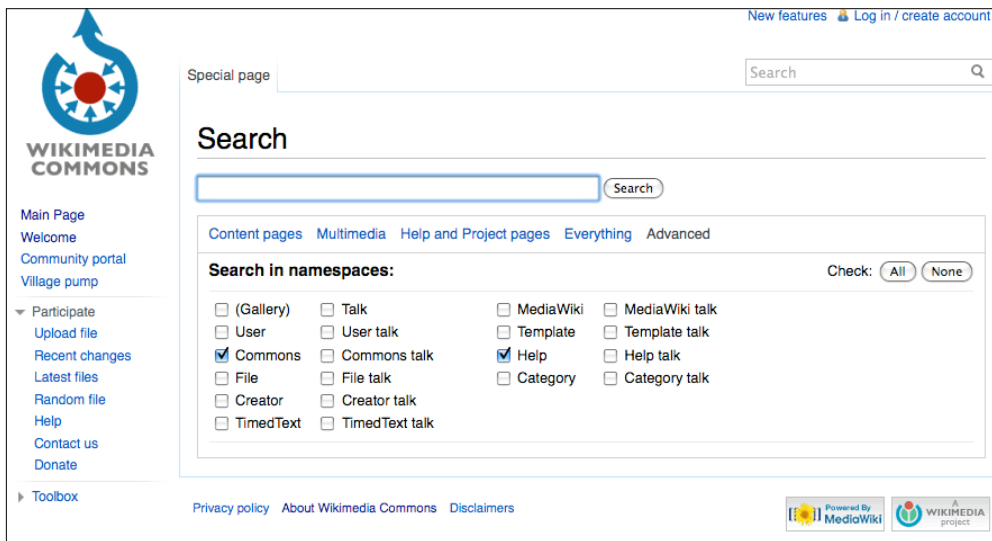 New features Log in / create account
Special page
Search
WIKIMEDIA
COMMONS
Search
Search
Main Page
Welcome
Community portal
Village pump
Participate
Upload file
Recent changes
Latest files
Random file
Help
Contact us
Donate
Toolbox
Content pages Multimedia Help and Project pages Everything Advanced
Search in namespaces: Check: All None
(Gallery) Talk MediaWiki MediaWiki talk
User User talk Template Template talk
Commons Commons talk Help Help talk
File File talk Category Category talk
Creator Creator talk
TimedText TimedText talk
Privacy policy About Wikimedia Commons Disclaimers
Powered By
MediaWiki
A
WIKIMEDIA
project